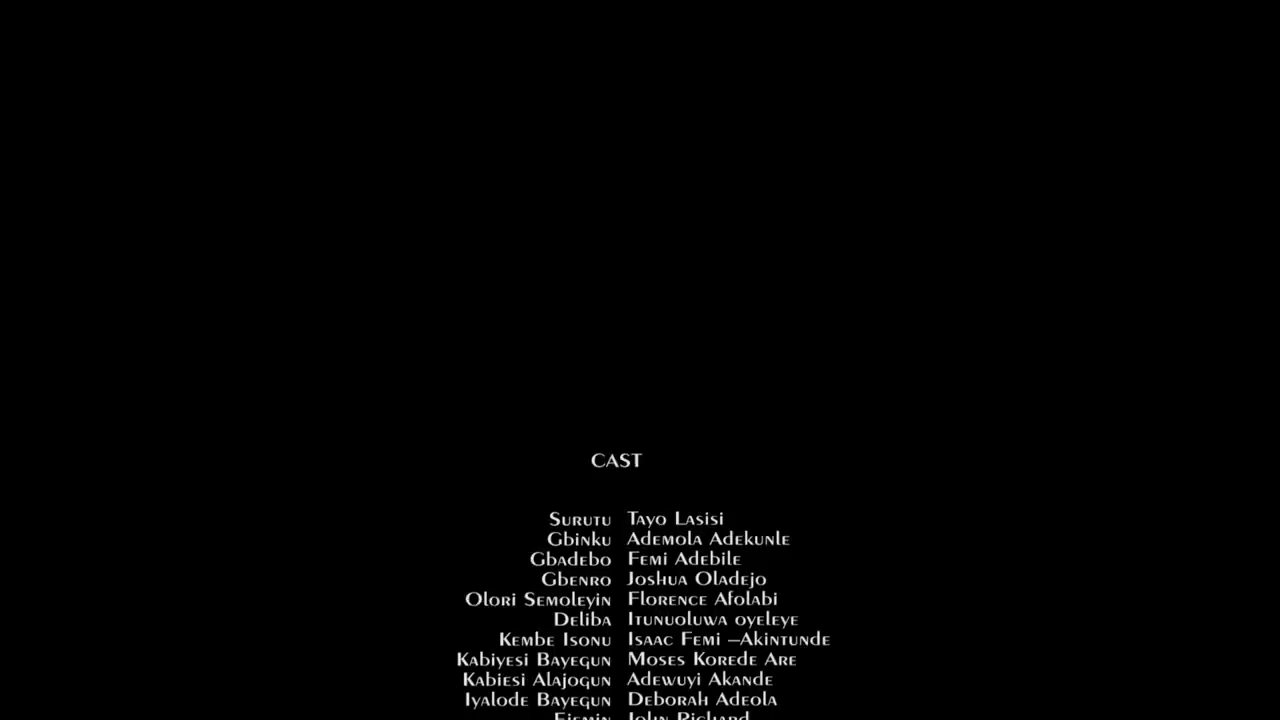 CAST
Surutu Tayo Lasisi
Gbinku Ademola Adekunle
Gbadebo Femi Adebile
Gbenro Joshua Oladejo
Olori Semoleyin Florence Afolabi
Deliba Itunuoluwa oyeleye
Kembe Isonu Isaac Femi –Akintunde
Kabiyesi Bayegun Moses Korede Are
Kabiesi Alajogun Adewuyi Akande
Iyalode Bayegun Deborah Adeola
John Richard